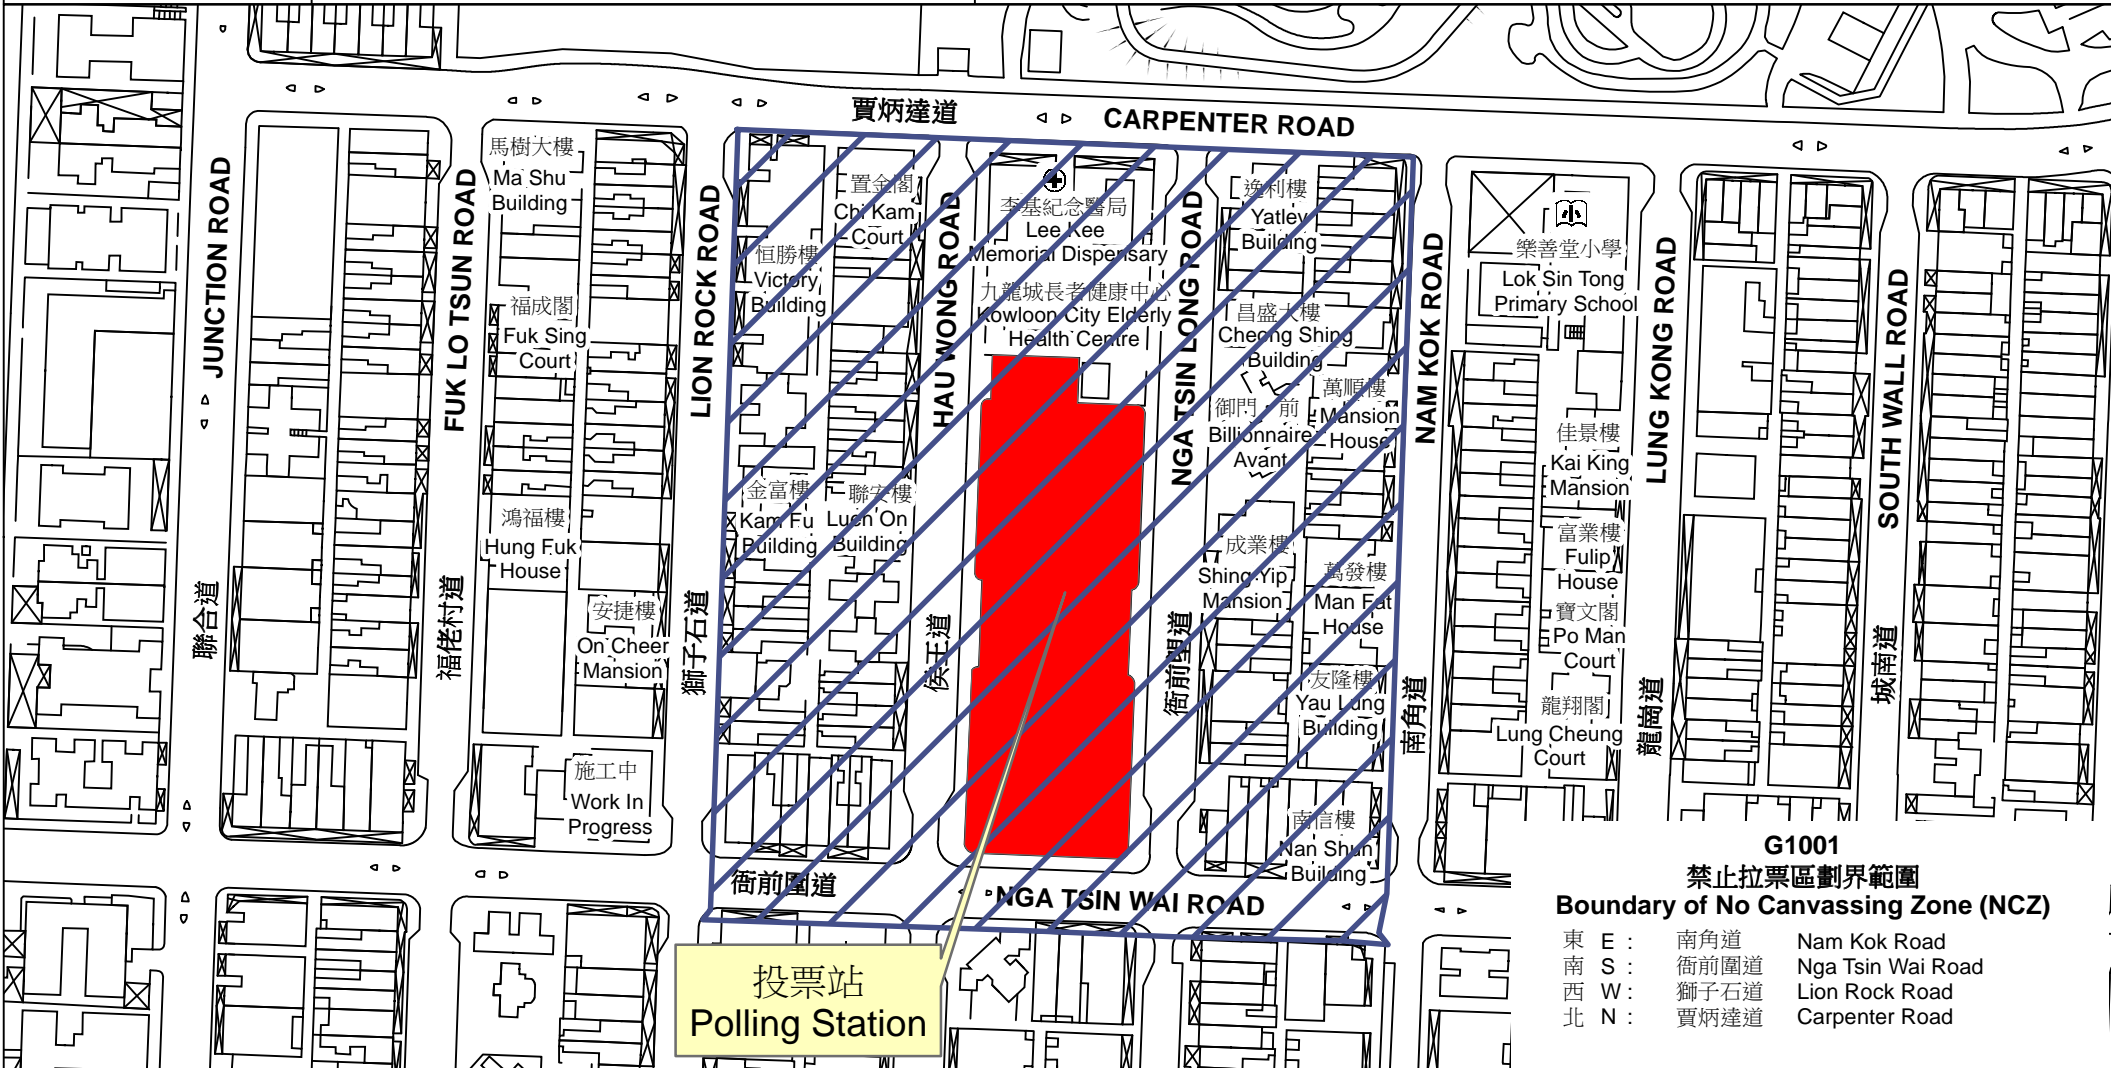 賈炳達道
CARPENTER ROAD
JUNCTION ROAD
聯合道
FUK LO TSUN ROAD
福佬村道
LION ROCK ROAD
獅子石道
HAU WONG ROAD
侯王道
NGA TSIN LONG ROAD
衙前塱道
NAM KOK ROAD
南角道
LUNG KONG ROAD
龍崗道
SOUTH WALL ROAD
城南道
衙前圍道
NGA TSIN WAI ROAD
馬樹大樓
Ma Shu
Building
福成閣
Fuk Sing
Court
鴻福樓
Hung Fuk
House
安捷樓
On Cheer
Mansion
施工中
Work In
Progress
置金閣
Chi Kam
Court
恒勝樓
Victory
Building
金富樓
Kam Fu
Building
聯安樓
Luen On
Building
李基紀念醫局
Lee Kee
Memorial Dispensary
九龍城長者健康中心
Kowloon City Elderly
Health Centre
逸利樓
Yatley
Building
昌盛大樓
Cheong Shing
Building
萬順樓
Mansion
House
御門．前
Billionnaire
Avant
成業樓
Shing Yip
Mansion
萬發樓
Man Fat
House
友隆樓
Yau Lung
Building
南信樓
Nan Shun
Building
樂善堂小學
Lok Sin Tong
Primary School
佳景樓
Kai King
Mansion
富業樓
Fulip
House
寶文閣
Po Man
Court
龍翔閣
Lung Cheung
Court
投票站
Polling Station
G1001
禁止拉票區劃界範圍
Boundary of No Canvassing Zone (NCZ)
東 E : 南角道 Nam Kok Road
南 S : 衙前圍道 Nga Tsin Wai Road
西 W : 獅子石道 Lion Rock Road
北 N : 賈炳達道 Carpenter Road